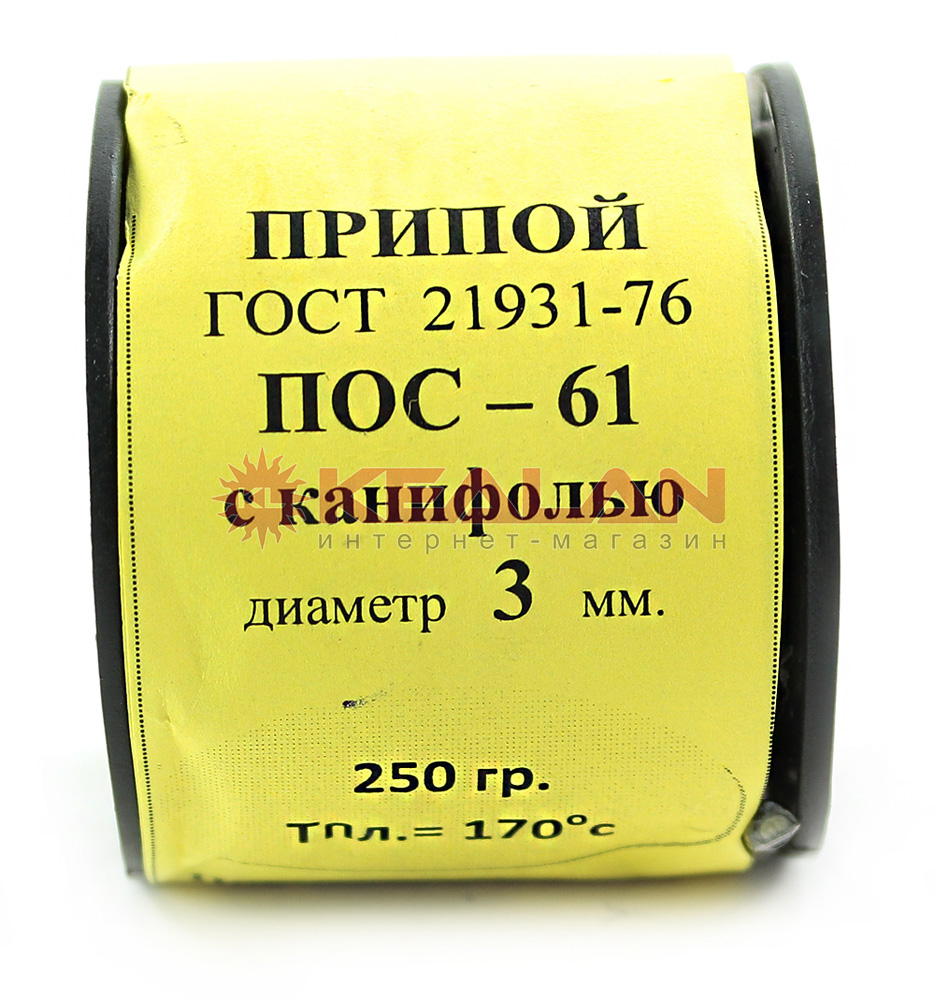 ПРИПОЙ
ГОСТ 21931-76
ПОС – 61
KENLAN
с канифолью
интернет-магазин
диаметр 3 мм.
250 гр.
Тпл.= 170°с